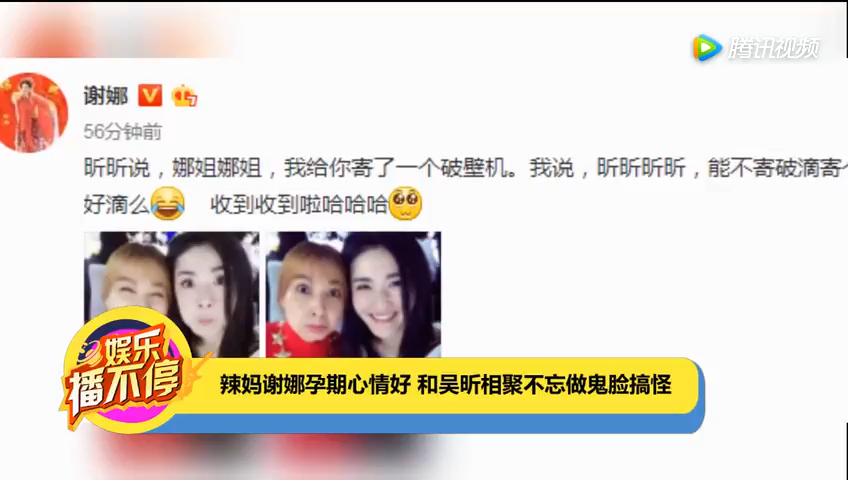 腾讯视频
谢娜
56分钟前
昕昕说，娜姐娜姐，我给你寄了一个破壁机。我说，昕昕昕昕，能不寄破滴寄个
好滴么😂 收到收到啦哈哈哈🥺
娱乐
播不停
辣妈谢娜孕期心情好 和吴昕相聚不忘做鬼脸搞怪